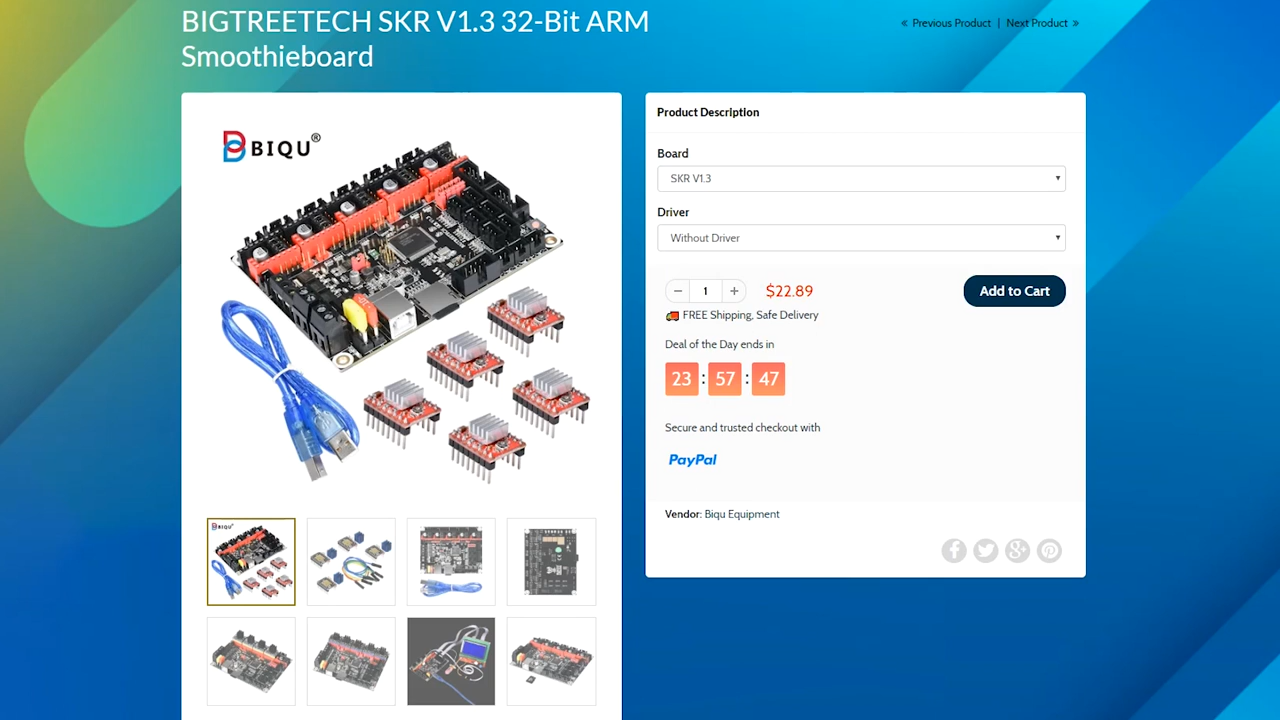 BIGTREETECH SKR V1.3 32-Bit ARM
Smoothieboard
« Previous Product | Next Product »
BIQU®
Product Description
Board
SKR V1.3
Driver
Without Driver
− 1 + $22.89 Add to Cart
FREE Shipping, Safe Delivery
Deal of the Day ends in
23 : 57 : 47
Secure and trusted checkout with
PayPal
Vendor: Biqu Equipment
BIQU